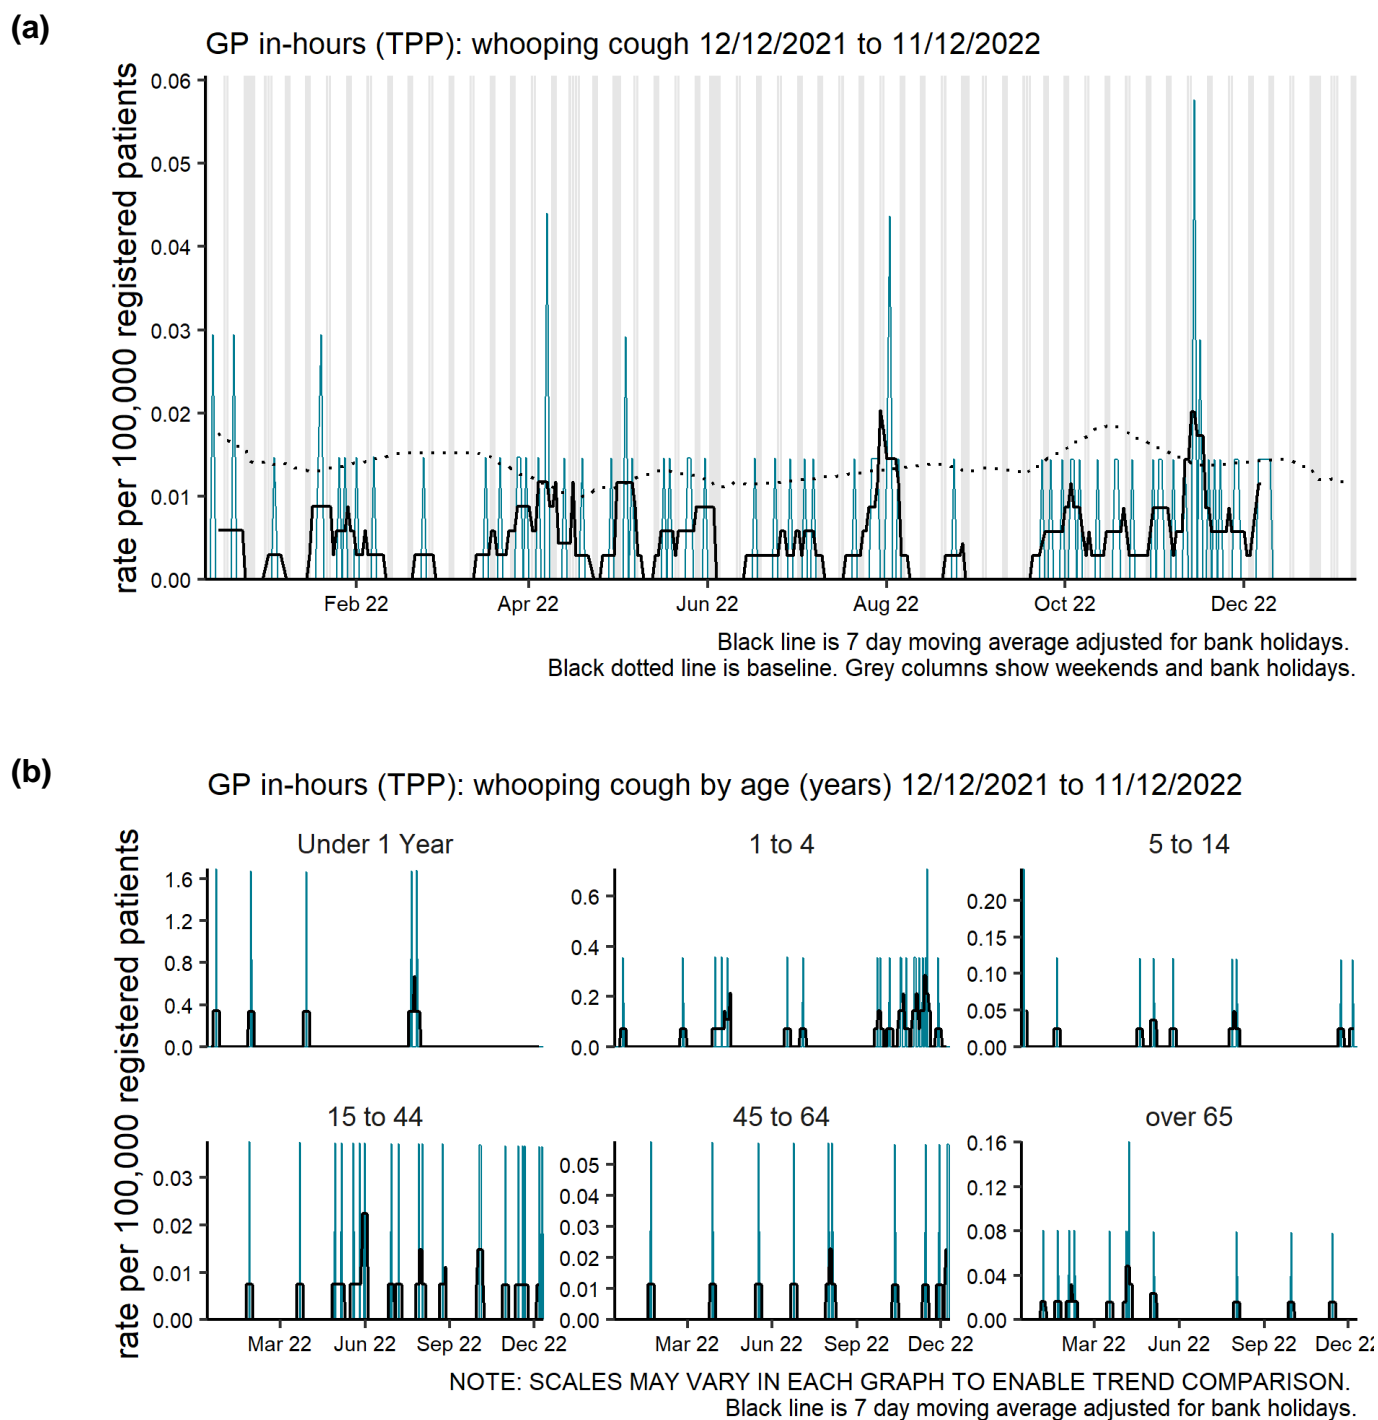 (a)
GP in-hours (TPP): whooping cough 12/12/2021 to 11/12/2022
rate per 100,000 registered patients
0.06
0.05
0.04
0.03
0.02
0.01
0.00
Feb 22 Apr 22 Jun 22 Aug 22 Oct 22 Dec 22
Black line is 7 day moving average adjusted for bank holidays.
Black dotted line is baseline. Grey columns show weekends and bank holidays.
(b)
GP in-hours (TPP): whooping cough by age (years) 12/12/2021 to 11/12/2022
rate per 100,000 registered patients
Under 1 Year
1.6
1.2
0.8
0.4
0.0
1 to 4
0.6
0.4
0.2
0.0
5 to 14
0.20
0.15
0.10
0.05
0.00
15 to 44
0.03
0.02
0.01
0.00
Mar 22 Jun 22 Sep 22 Dec 22
45 to 64
0.05
0.04
0.03
0.02
0.01
0.00
Mar 22 Jun 22 Sep 22 Dec 22
over 65
0.16
0.12
0.08
0.04
0.00
Mar 22 Jun 22 Sep 22 Dec 22
NOTE: SCALES MAY VARY IN EACH GRAPH TO ENABLE TREND COMPARISON.
Black line is 7 day moving average adjusted for bank holidays.